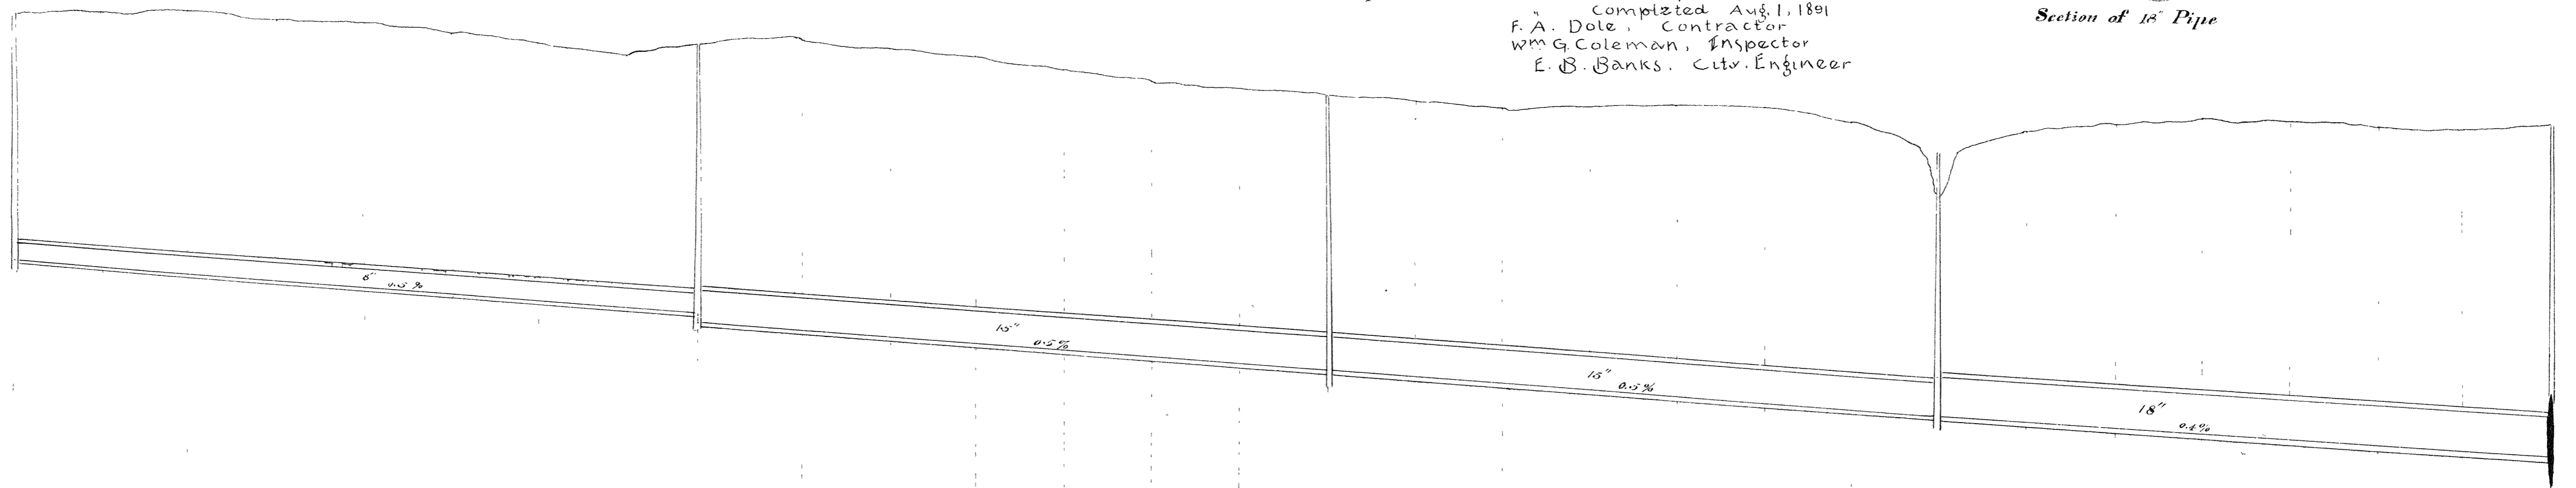 " Completed Aug. 1, 1891
F. A. Dole, Contractor
Wm G. Coleman, Inspector
E. B. Banks. City. Engineer
Section of 18" Pipe
0.5%
15"
0.5%
15"
0.5%
18"
0.4%